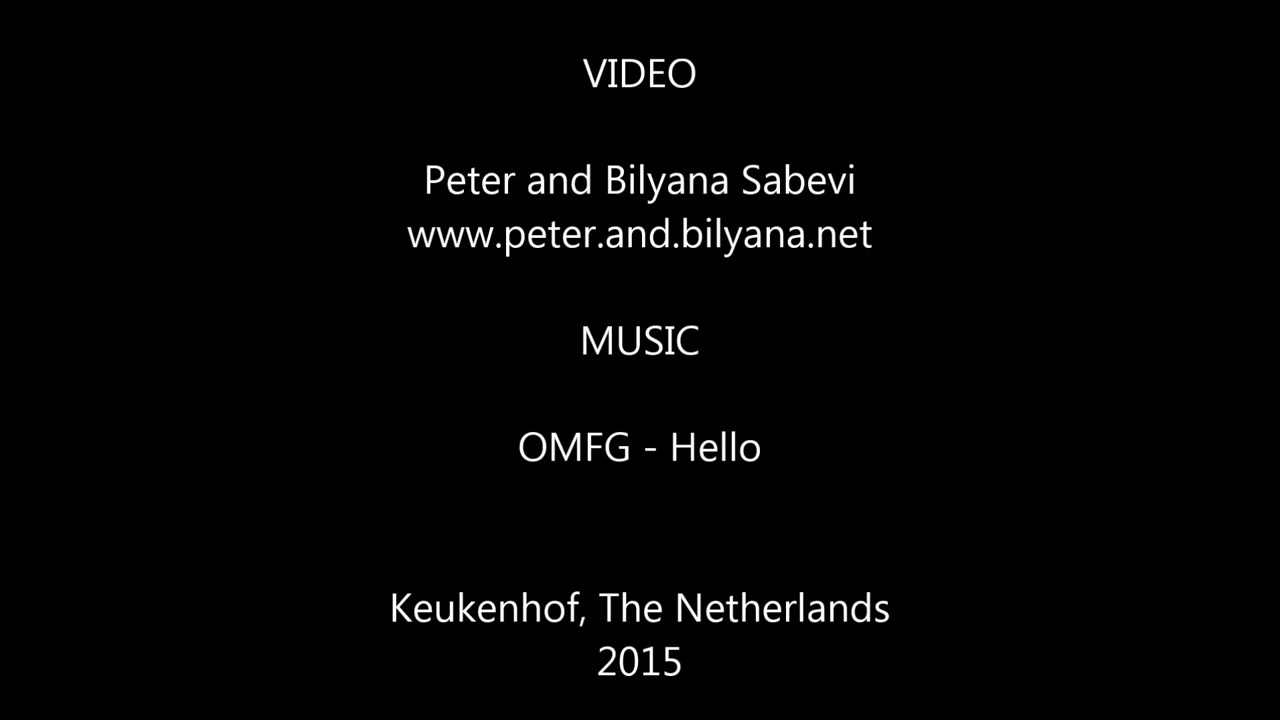 VIDEO
Peter and Bilyana Sabevi
www.peter.and.bilyana.net
MUSIC
OMFG - Hello
Keukenhof, The Netherlands
2015